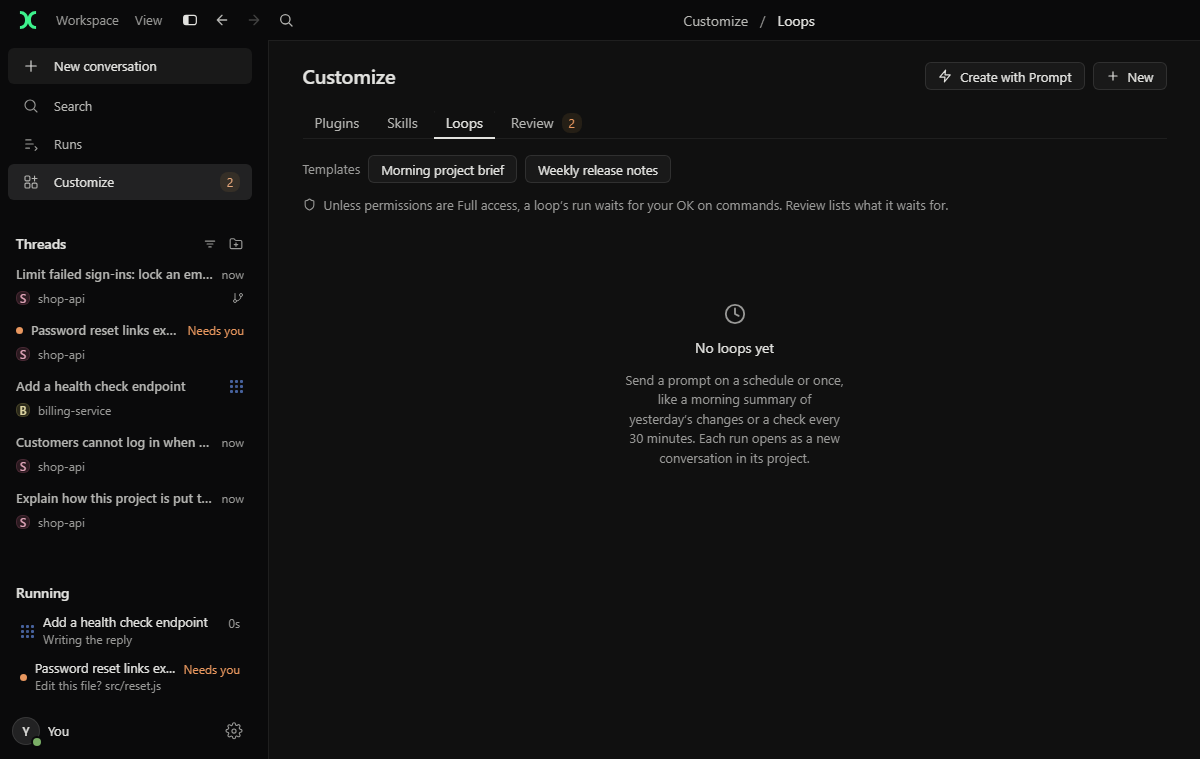 Workspace View
Customize / Loops
New conversation
Search
Runs
Customize 2
Threads
Limit failed sign-ins: lock an em... now
S shop-api
Password reset links ex... Needs you
S shop-api
Add a health check endpoint
B billing-service
Customers cannot log in when ... now
S shop-api
Explain how this project is put t... now
S shop-api
Running
Add a health check endpoint 0s
Writing the reply
Password reset links ex... Needs you
Edit this file? src/reset.js
Y You
Customize
Create with Prompt
New
Plugins Skills Loops Review 2
Templates Morning project brief Weekly release notes
Unless permissions are Full access, a loop's run waits for your OK on commands. Review lists what it waits for.
No loops yet
Send a prompt on a schedule or once,
like a morning summary of
yesterday's changes or a check every
30 minutes. Each run opens as a new
conversation in its project.